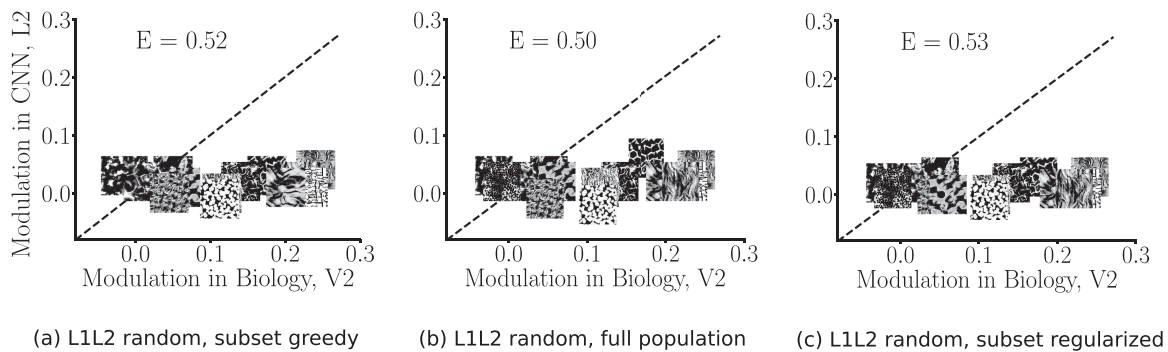 Modulation in CNN, L2
0.3
0.2
0.1
0.0
E = 0.52
0.0 0.1 0.2 0.3
Modulation in Biology, V2
(a) L1L2 random, subset greedy
0.3
0.2
0.1
0.0
E = 0.50
0.0 0.1 0.2 0.3
Modulation in Biology, V2
(b) L1L2 random, full population
0.3
0.2
0.1
0.0
E = 0.53
0.0 0.1 0.2 0.3
Modulation in Biology, V2
(c) L1L2 random, subset regularized